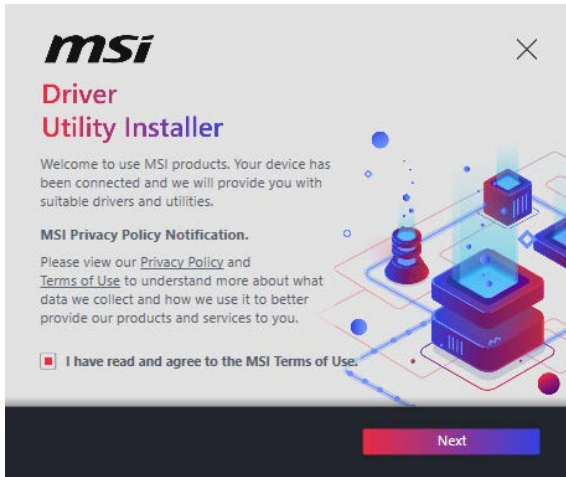 msi
Driver
Utility Installer
Welcome to use MSI products. Your device has
been connected and we will provide you with
suitable drivers and utilities.
MSI Privacy Policy Notification.
Please view our Privacy Policy and
Terms of Use to understand more about what
data we collect and how we use it to better
provide our products and services to you.
I have read and agree to the MSI Terms of Use.
Next